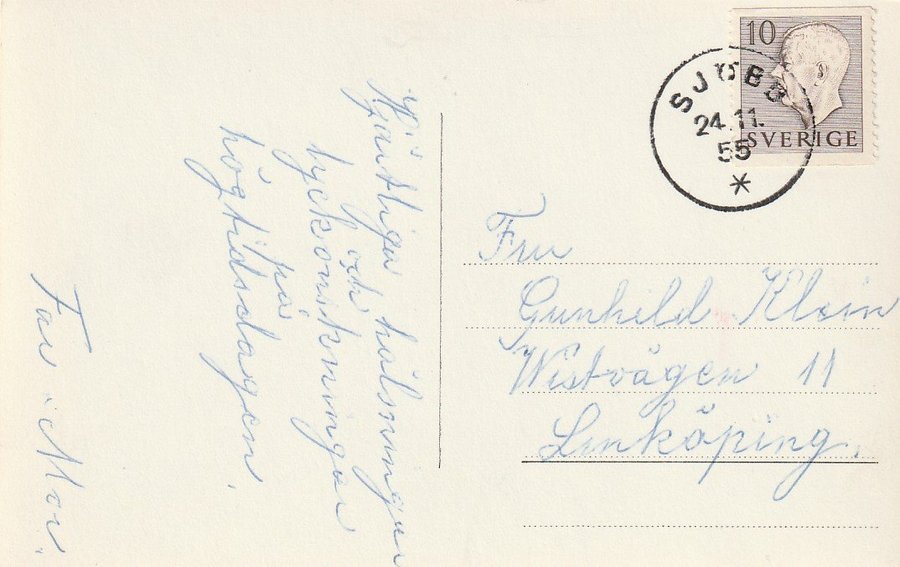 Hjärtliga hälsningar
och
lyckönskningar
på
högtidsdagen.
Far o Mor.
10
SVERIGE
SJÖBO
24.11.
55
Fru
Gunhild Klein
Wistvägen 11
Linköping.